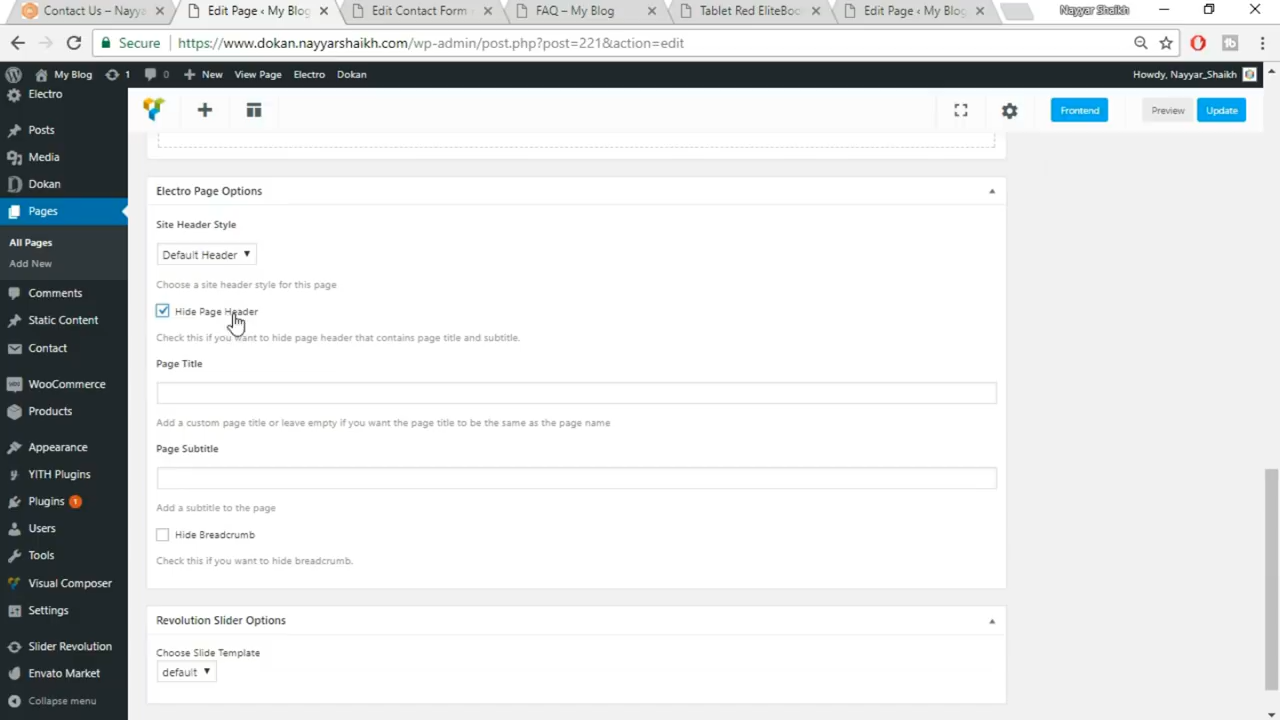 Contact Us – Nayya
Edit Page ‹ My Blog
Edit Contact Form
FAQ – My Blog
Tablet Red EliteBoo
Edit Page ‹ My Blog
Nayyar Shaikh
Secure
https://www.dokan.nayyarshaikh.com/wp-admin/post.php?post=221&action=edit
My Blog 1 0 New View Page Electro Dokan
Howdy, Nayyar_Shaikh
Electro
Posts
Media
Dokan
Pages
All Pages
Add New
Comments
Static Content
Contact
WooCommerce
Products
Appearance
YITH Plugins
Plugins 1
Users
Tools
Visual Composer
Settings
Slider Revolution
Envato Market
Collapse menu
Frontend
Preview
Update
Electro Page Options
Site Header Style
Default Header
Choose a site header style for this page
Hide Page Header
Check this if you want to hide page header that contains page title and subtitle.
Page Title
Add a custom page title or leave empty if you want the page title to be the same as the page name
Page Subtitle
Add a subtitle to the page
Hide Breadcrumb
Check this if you want to hide breadcrumb.
Revolution Slider Options
Choose Slide Template
default